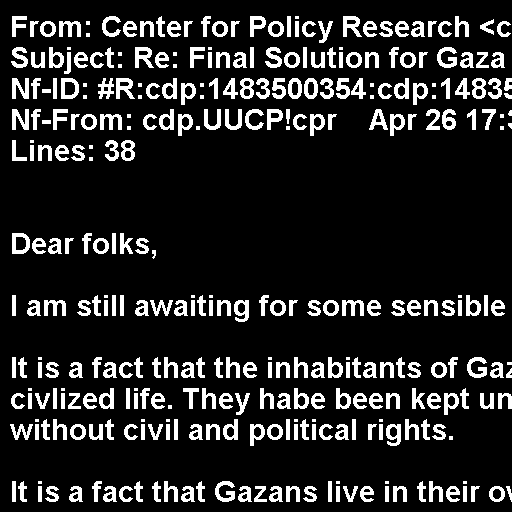 From: Center for Policy Research <c
Subject: Re: Final Solution for Gaza
Nf-ID: #R:cdp:1483500354:cdp:14835
Nf-From: cdp.UUCP!cpr    Apr 26 17:3
Lines: 38
Dear folks,
I am still awaiting for some sensible
It is a fact that the inhabitants of Gaz
civlized life. They habe been kept un
without civil and political rights.
It is a fact that Gazans live in their ov